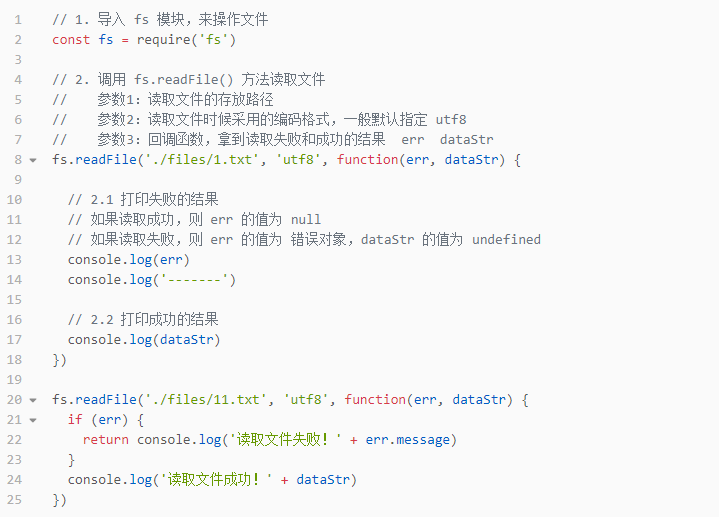 1 // 1. 导入 fs 模块，来操作文件
2 const fs = require('fs')
3
4 // 2. 调用 fs.readFile() 方法读取文件
5 //    参数1：读取文件的存放路径
6 //    参数2：读取文件时候采用的编码格式，一般默认指定 utf8
7 //    参数3：回调函数，拿到读取失败和成功的结果  err  dataStr
8 fs.readFile('./files/1.txt', 'utf8', function(err, dataStr) {
9
10   // 2.1 打印失败的结果
11   // 如果读取成功，则 err 的值为 null
12   // 如果读取失败，则 err 的值为 错误对象，dataStr 的值为 undefined
13   console.log(err)
14   console.log('-------')
15
16   // 2.2 打印成功的结果
17   console.log(dataStr)
18 })
19
20 fs.readFile('./files/11.txt', 'utf8', function(err, dataStr) {
21   if (err) {
22     return console.log('读取文件失败！' + err.message)
23   }
24   console.log('读取文件成功！' + dataStr)
25 })